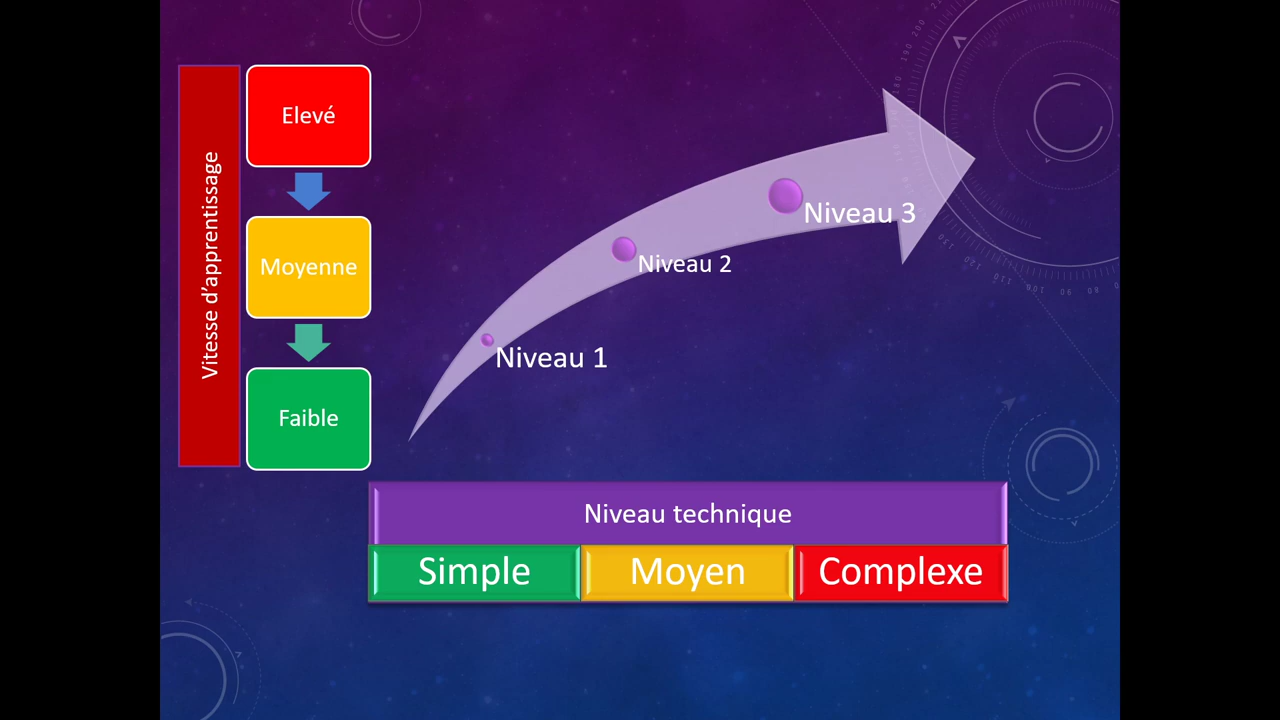 Vitesse d’apprentissage
Elevé
Moyenne
Faible
Niveau 1
Niveau 2
Niveau 3
Niveau technique
Simple
Moyen
Complexe